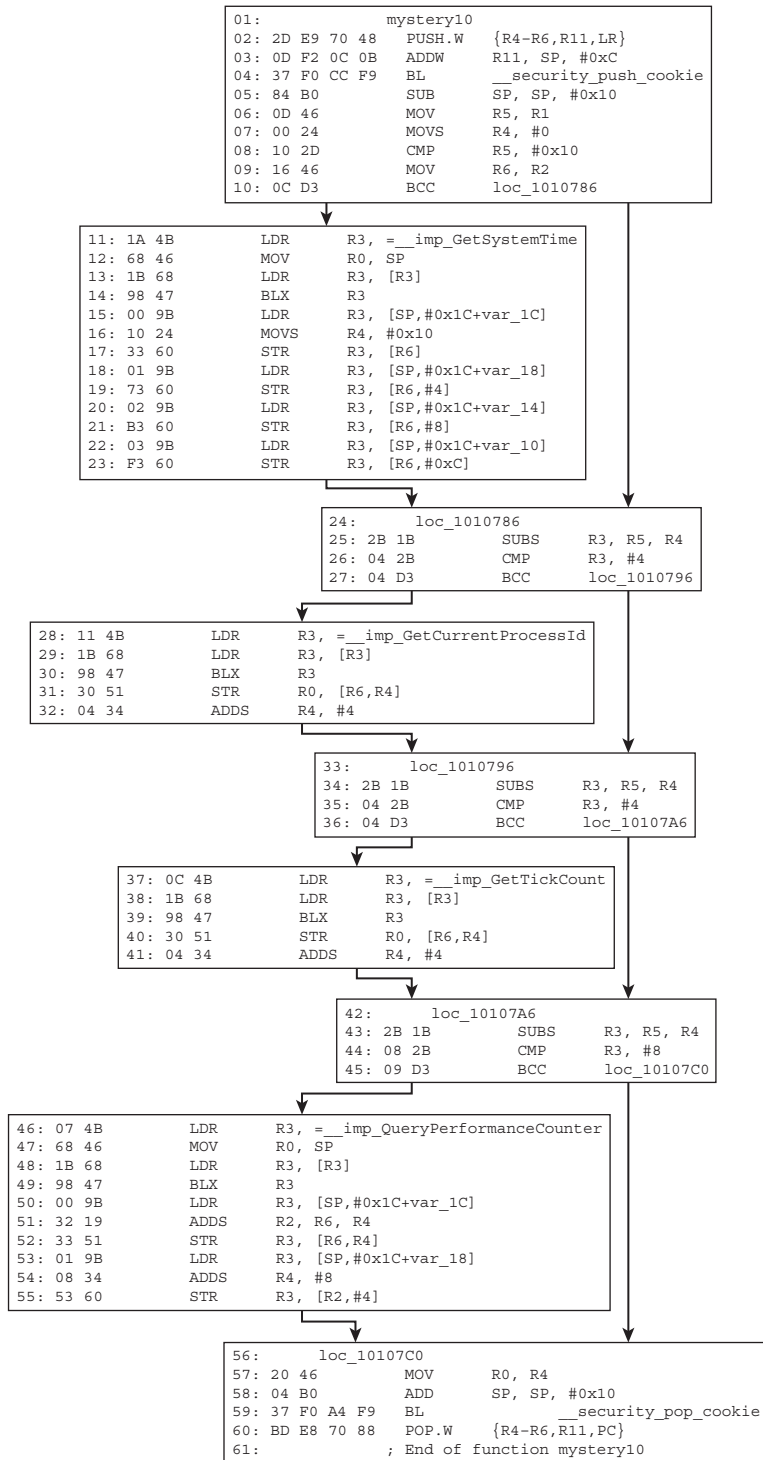 01: mystery10
02: 2D E9 70 48 PUSH.W {R4-R6,R11,LR}
03: 0D F2 0C 0B ADDW R11, SP, #0xC
04: 37 F0 CC F9 BL __security_push_cookie
05: 84 B0 SUB SP, SP, #0x10
06: 0D 46 MOV R5, R1
07: 00 24 MOVS R4, #0
08: 10 2D CMP R5, #0x10
09: 16 46 MOV R6, R2
10: 0C D3 BCC loc_1010786
11: 1A 4B LDR R3, =__imp_GetSystemTime
12: 68 46 MOV R0, SP
13: 1B 68 LDR R3, [R3]
14: 98 47 BLX R3
15: 00 9B LDR R3, [SP,#0x1C+var_1C]
16: 10 24 MOVS R4, #0x10
17: 33 60 STR R3, [R6]
18: 01 9B LDR R3, [SP,#0x1C+var_18]
19: 73 60 STR R3, [R6,#4]
20: 02 9B LDR R3, [SP,#0x1C+var_14]
21: B3 60 STR R3, [R6,#8]
22: 03 9B LDR R3, [SP,#0x1C+var_10]
23: F3 60 STR R3, [R6,#0xC]
24: loc_1010786
25: 2B 1B SUBS R3, R5, R4
26: 04 2B CMP R3, #4
27: 04 D3 BCC loc_1010796
28: 11 4B LDR R3, =__imp_GetCurrentProcessId
29: 1B 68 LDR R3, [R3]
30: 98 47 BLX R3
31: 30 51 STR R0, [R6,R4]
32: 04 34 ADDS R4, #4
33: loc_1010796
34: 2B 1B SUBS R3, R5, R4
35: 04 2B CMP R3, #4
36: 04 D3 BCC loc_10107A6
37: 0C 4B LDR R3, =__imp_GetTickCount
38: 1B 68 LDR R3, [R3]
39: 98 47 BLX R3
40: 30 51 STR R0, [R6,R4]
41: 04 34 ADDS R4, #4
42: loc_10107A6
43: 2B 1B SUBS R3, R5, R4
44: 08 2B CMP R3, #8
45: 09 D3 BCC loc_10107C0
46: 07 4B LDR R3, =__imp_QueryPerformanceCounter
47: 68 46 MOV R0, SP
48: 1B 68 LDR R3, [R3]
49: 98 47 BLX R3
50: 00 9B LDR R3, [SP,#0x1C+var_1C]
51: 32 19 ADDS R2, R6, R4
52: 33 51 STR R3, [R6,R4]
53: 01 9B LDR R3, [SP,#0x1C+var_18]
54: 08 34 ADDS R4, #8
55: 53 60 STR R3, [R2,#4]
56: loc_10107C0
57: 20 46 MOV R0, R4
58: 04 B0 ADD SP, SP, #0x10
59: 37 F0 A4 F9 BL __security_pop_cookie
60: BD E8 70 88 POP.W {R4-R6,R11,PC}
61: ; End of function mystery10